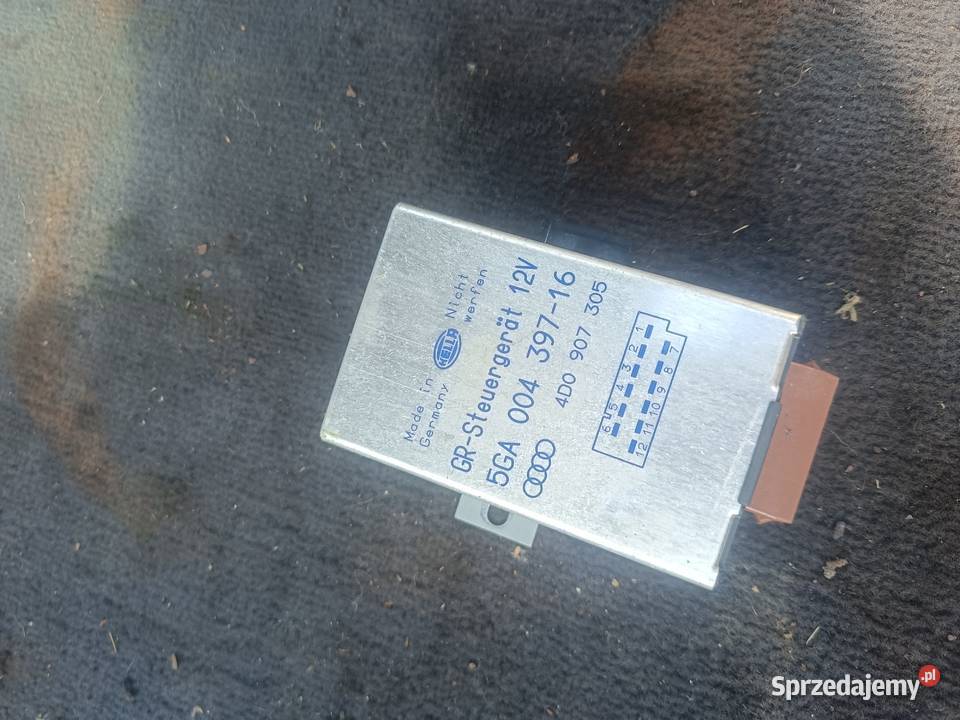 Made in HELLA Nicht
Germany werfen
GR-Steuergerät 12V
5GA 004 397-16
4D0 907 305
6 5 4 3 2 1
12 11 10 9 8 7
Sprzedajemy.pl